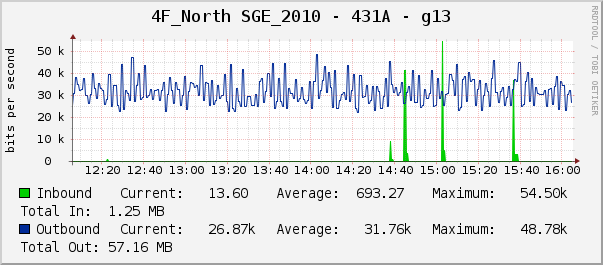 4F_North SGE_2010 - 431A - g13
RRDTOOL / TOBI OETIKER
bits per second
50 k
40 k
30 k
20 k
10 k
0
12:20 12:40 13:00 13:20 13:40 14:00 14:20 14:40 15:00 15:20 15:40 16:00
Inbound Current: 13.60 Average: 693.27 Maximum: 54.50k
Total In: 1.25 MB
Outbound Current: 26.87k Average: 31.76k Maximum: 48.78k
Total Out: 57.16 MB